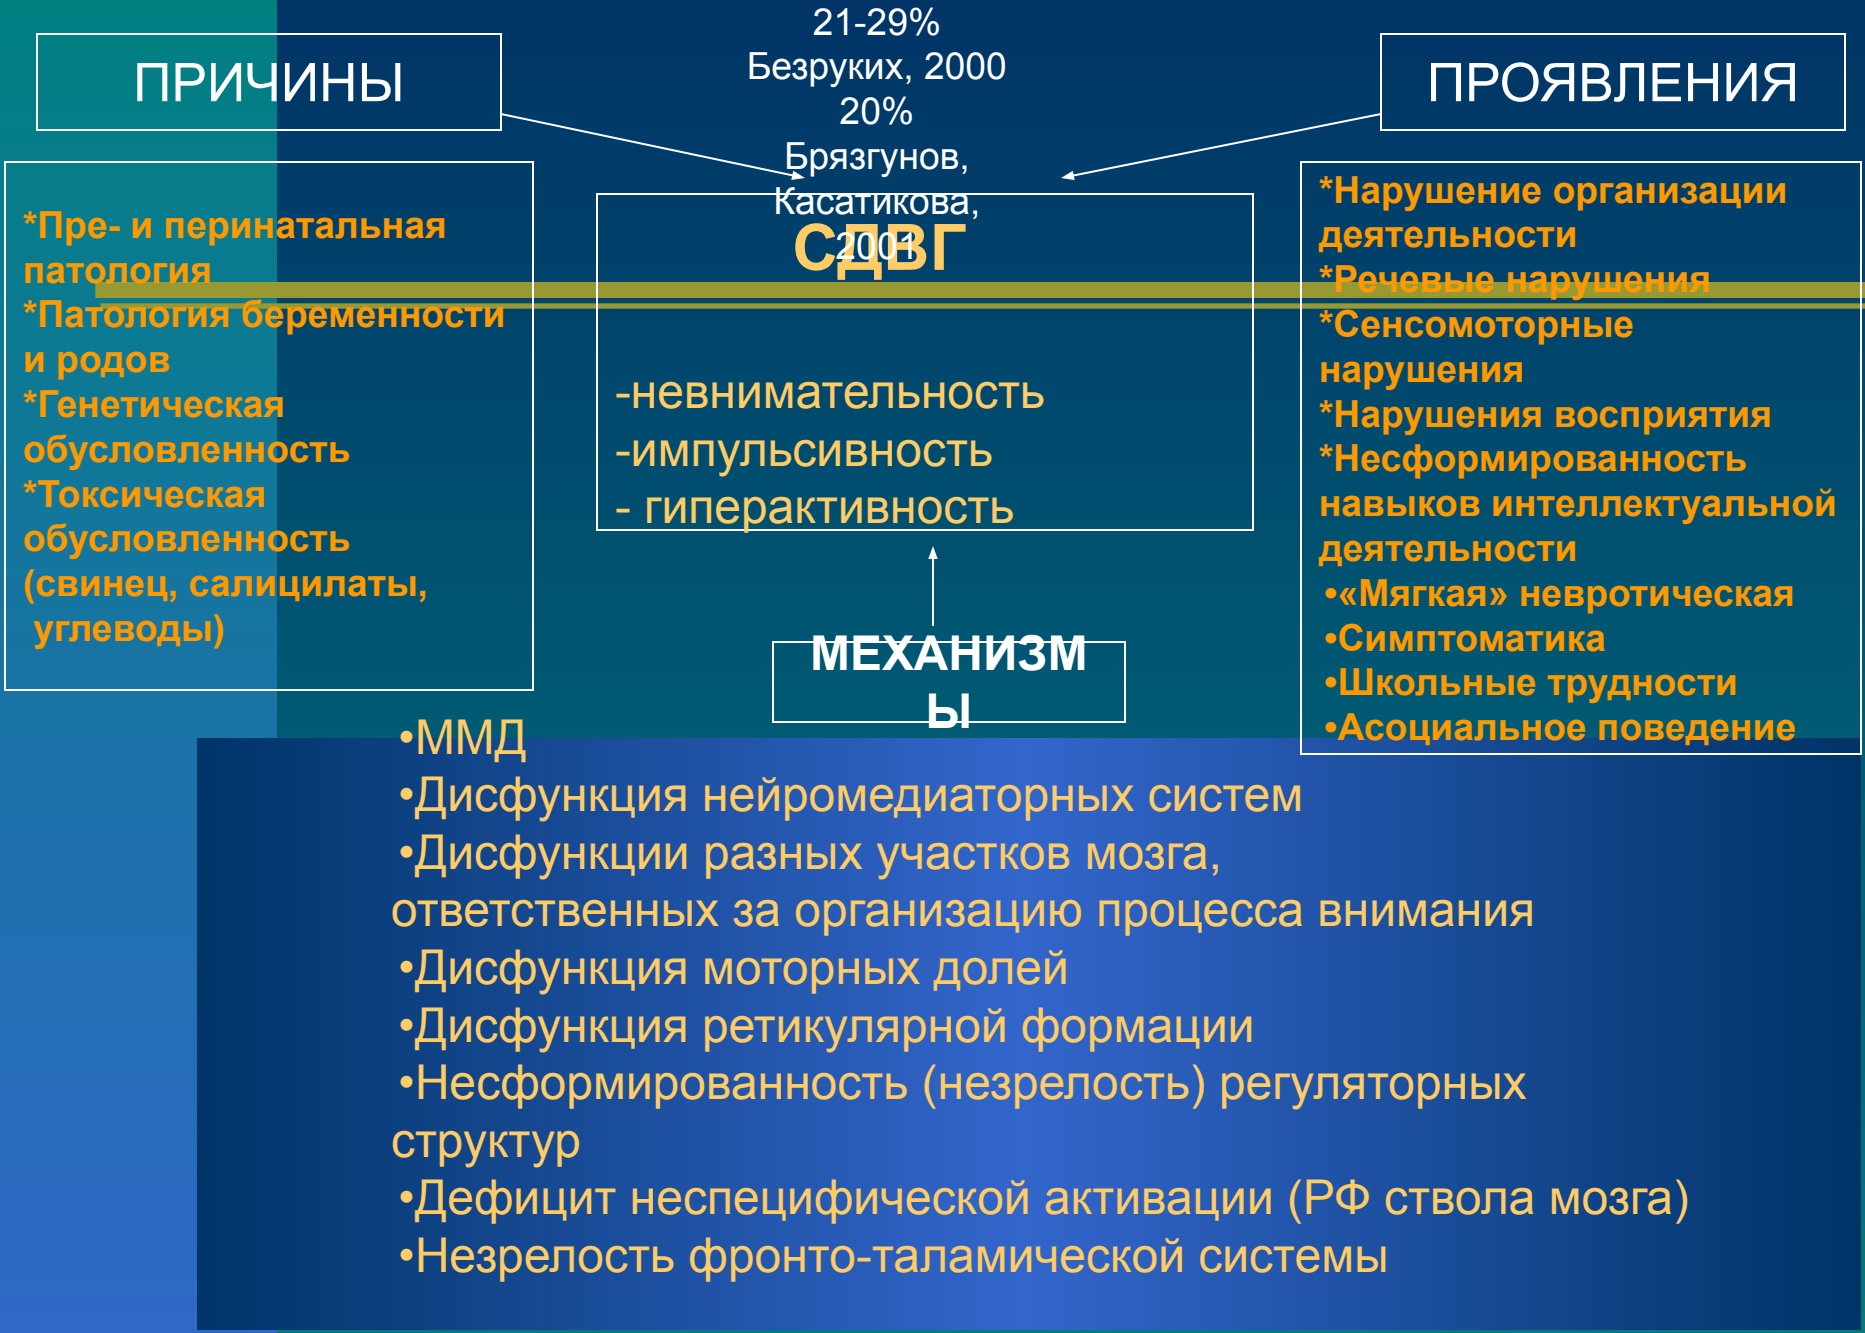 21-29%
Безруких, 2000
20%
Брязгунов,
Касатикова,
2001
ПРИЧИНЫ
ПРОЯВЛЕНИЯ
*Пре- и перинатальная
патология
*Патология беременности
и родов
*Генетическая
обусловленность
*Токсическая
обусловленность
(свинец, салицилаты,
углеводы)
СДВГ
-невнимательность
-импульсивность
- гиперактивность
*Нарушение организации
деятельности
*Речевые нарушения
*Сенсомоторные
нарушения
*Нарушения восприятия
*Несформированность
навыков интеллектуальной
деятельности
•«Мягкая» невротическая
•Симптоматика
•Школьные трудности
•Асоциальное поведение
МЕХАНИЗМ
Ы
•ММД
•Дисфункция нейромедиаторных систем
•Дисфункции разных участков мозга,
ответственных за организацию процесса внимания
•Дисфункция моторных долей
•Дисфункция ретикулярной формации
•Несформированность (незрелость) регуляторных
структур
•Дефицит неспецифической активации (РФ ствола мозга)
•Незрелость фронто-таламической системы